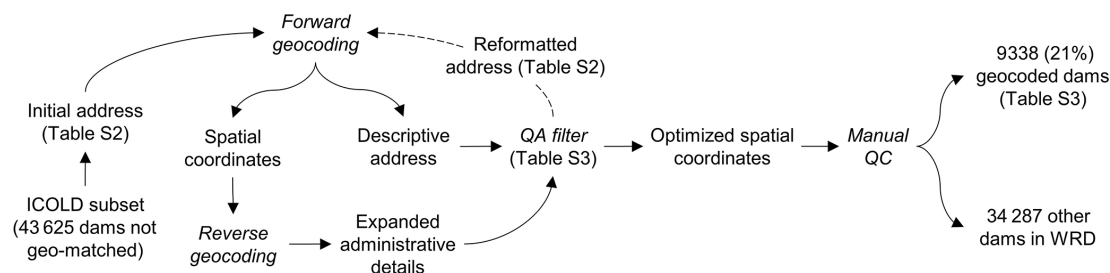 ICOLD subset
(43 625 dams not
geo-matched)
Initial address
(Table S2)
Forward
geocoding
Spatial
coordinates
Reverse
geocoding
Expanded
administrative
details
Descriptive
address
QA filter
(Table S3)
Reformatted
address (Table S2)
Optimized spatial
coordinates
Manual
QC
9338 (21%)
geocoded dams
(Table S3)
34 287 other
dams in WRD